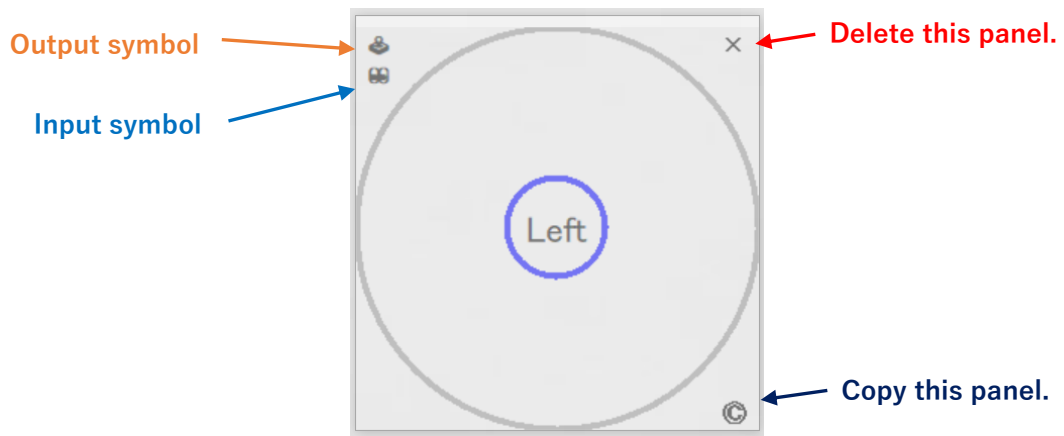 Output symbol
Delete this panel.
Input symbol
Left
Copy this panel.
©